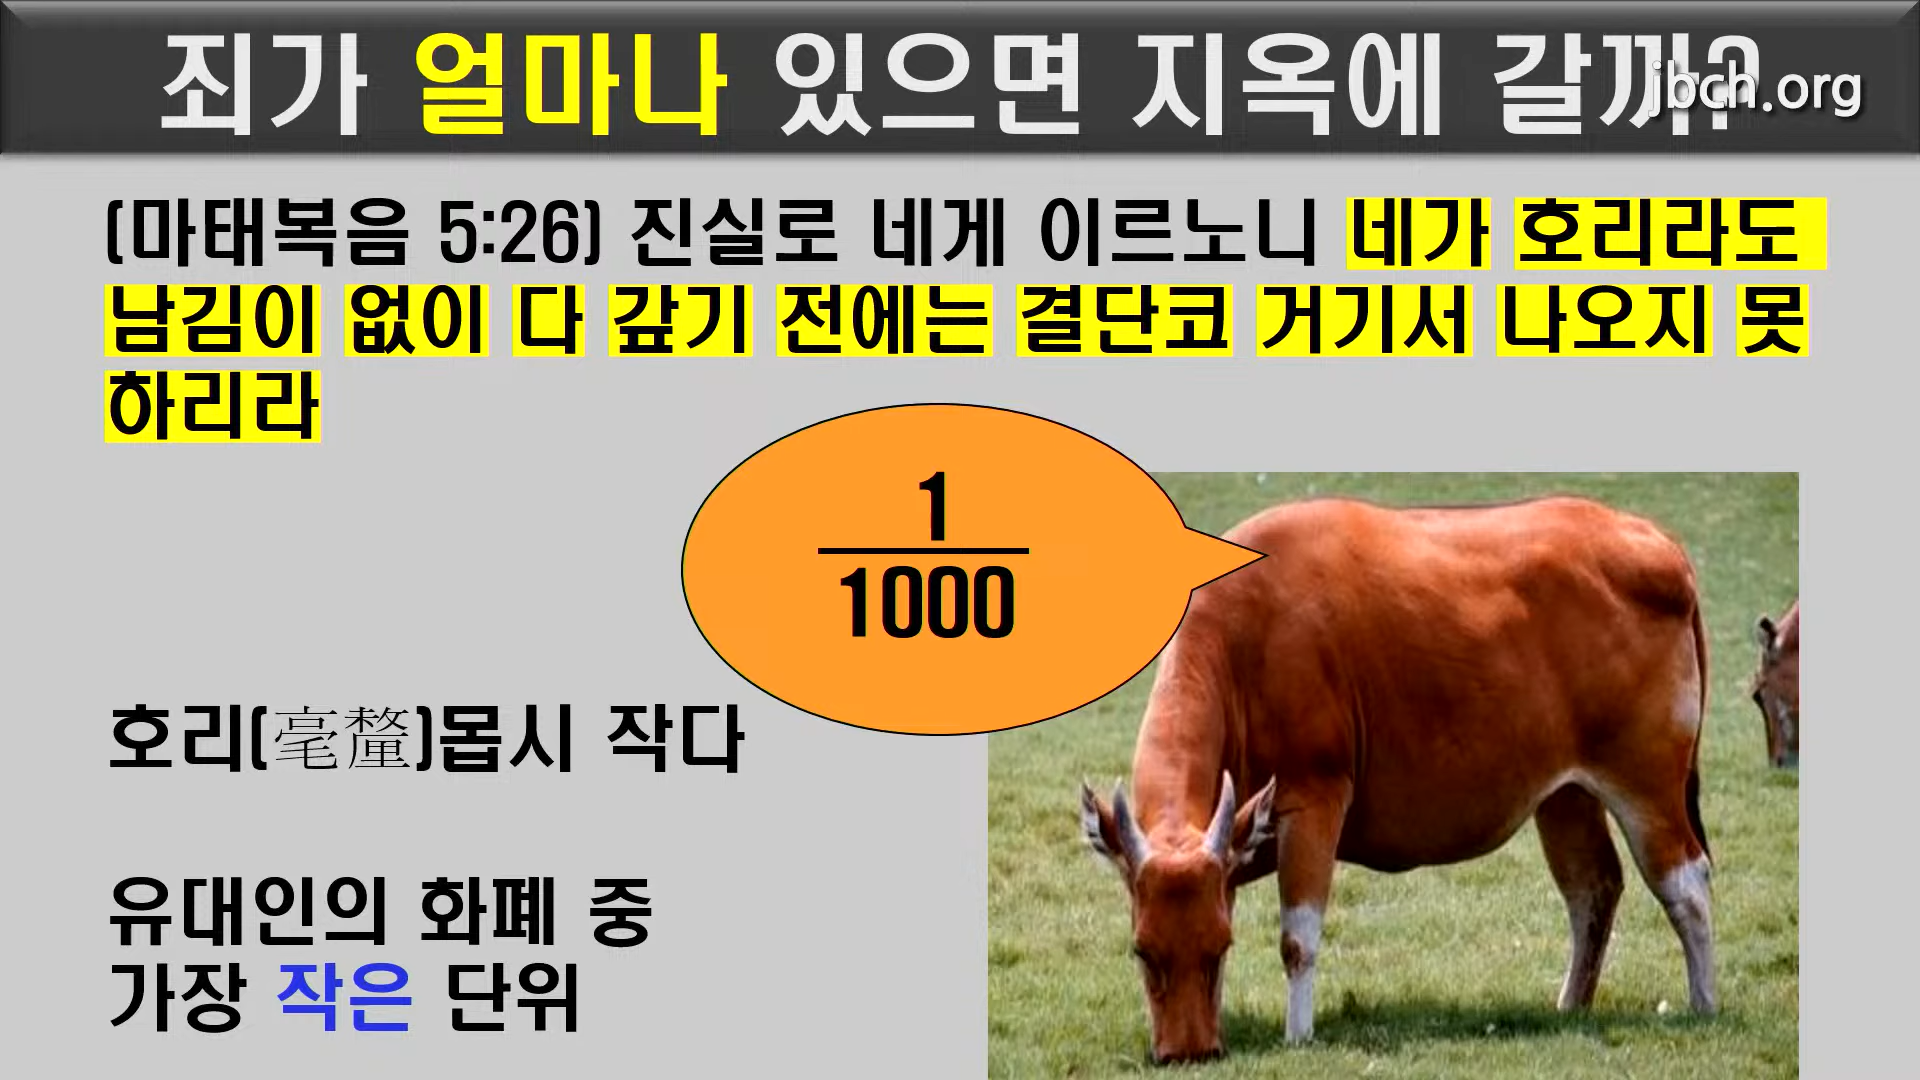 죄가 얼마나 있으면 지옥에 갈까?
jbch.org
(마태복음 5:26) 진실로 네게 이르노니 네가 호리라도
남김이 없이 다 갚기 전에는 결단코 거기서 나오지 못
하리라
1
1000
호리(毫釐)몹시 작다
유대인의 화폐 중
가장 작은 단위